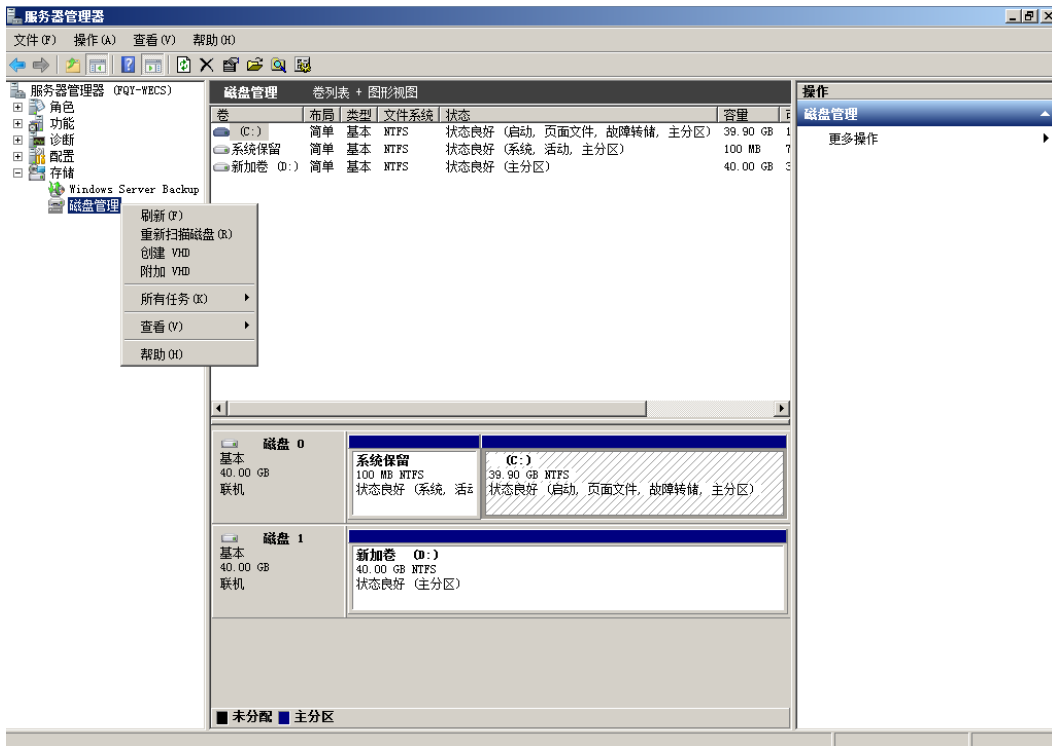 服务器管理器
文件(F) 操作(A) 查看(V) 帮助(H)
服务器管理器 (FQY-WECS)
角色
功能
诊断
配置
存储
Windows Server Backup
磁盘管理
刷新(F)
重新扫描磁盘(R)
创建 VHD
附加 VHD
所有任务(K)
查看(V)
帮助(H)
磁盘管理 卷列表 + 图形视图
卷 布局 类型 文件系统 状态 容量
(C:) 简单 基本 NTFS 状态良好 (启动, 页面文件, 故障转储, 主分区) 39.90 GB 1
系统保留 简单 基本 NTFS 状态良好 (系统, 活动, 主分区) 100 MB 7
新加卷 (D:) 简单 基本 NTFS 状态良好 (主分区) 40.00 GB 3
磁盘 0
基本
40.00 GB
联机
系统保留
100 MB NTFS
状态良好 (系统, 活动
(C:)
39.90 GB NTFS
状态良好 (启动, 页面文件, 故障转储, 主分区)
磁盘 1
基本
40.00 GB
联机
新加卷 (D:)
40.00 GB NTFS
状态良好 (主分区)
未分配 主分区
操作
磁盘管理
更多操作